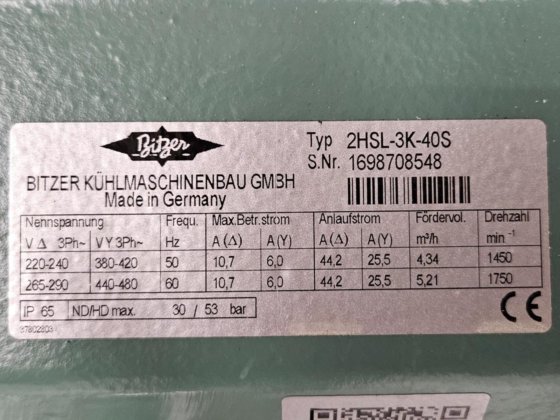 Bitzer
Typ 2HSL-3K-40S
S.Nr. 1698708548
BITZER KÜHLMASCHINENBAU GMBH
Made in Germany
Nennspannung Frequ. Max.Betr.strom Anlaufstrom Fördervol. Drehzahl
V Δ 3Ph~ V Y 3Ph~ Hz A (Δ) A (Y) A (Δ) A (Y) m³/h min⁻¹
220-240 380-420 50 10,7 6,0 44,2 25,5 4,34 1450
265-290 440-480 60 10,7 6,0 44,2 25,5 5,21 1750
IP 65 ND/HD max. 30 / 53 bar
37802803
CE